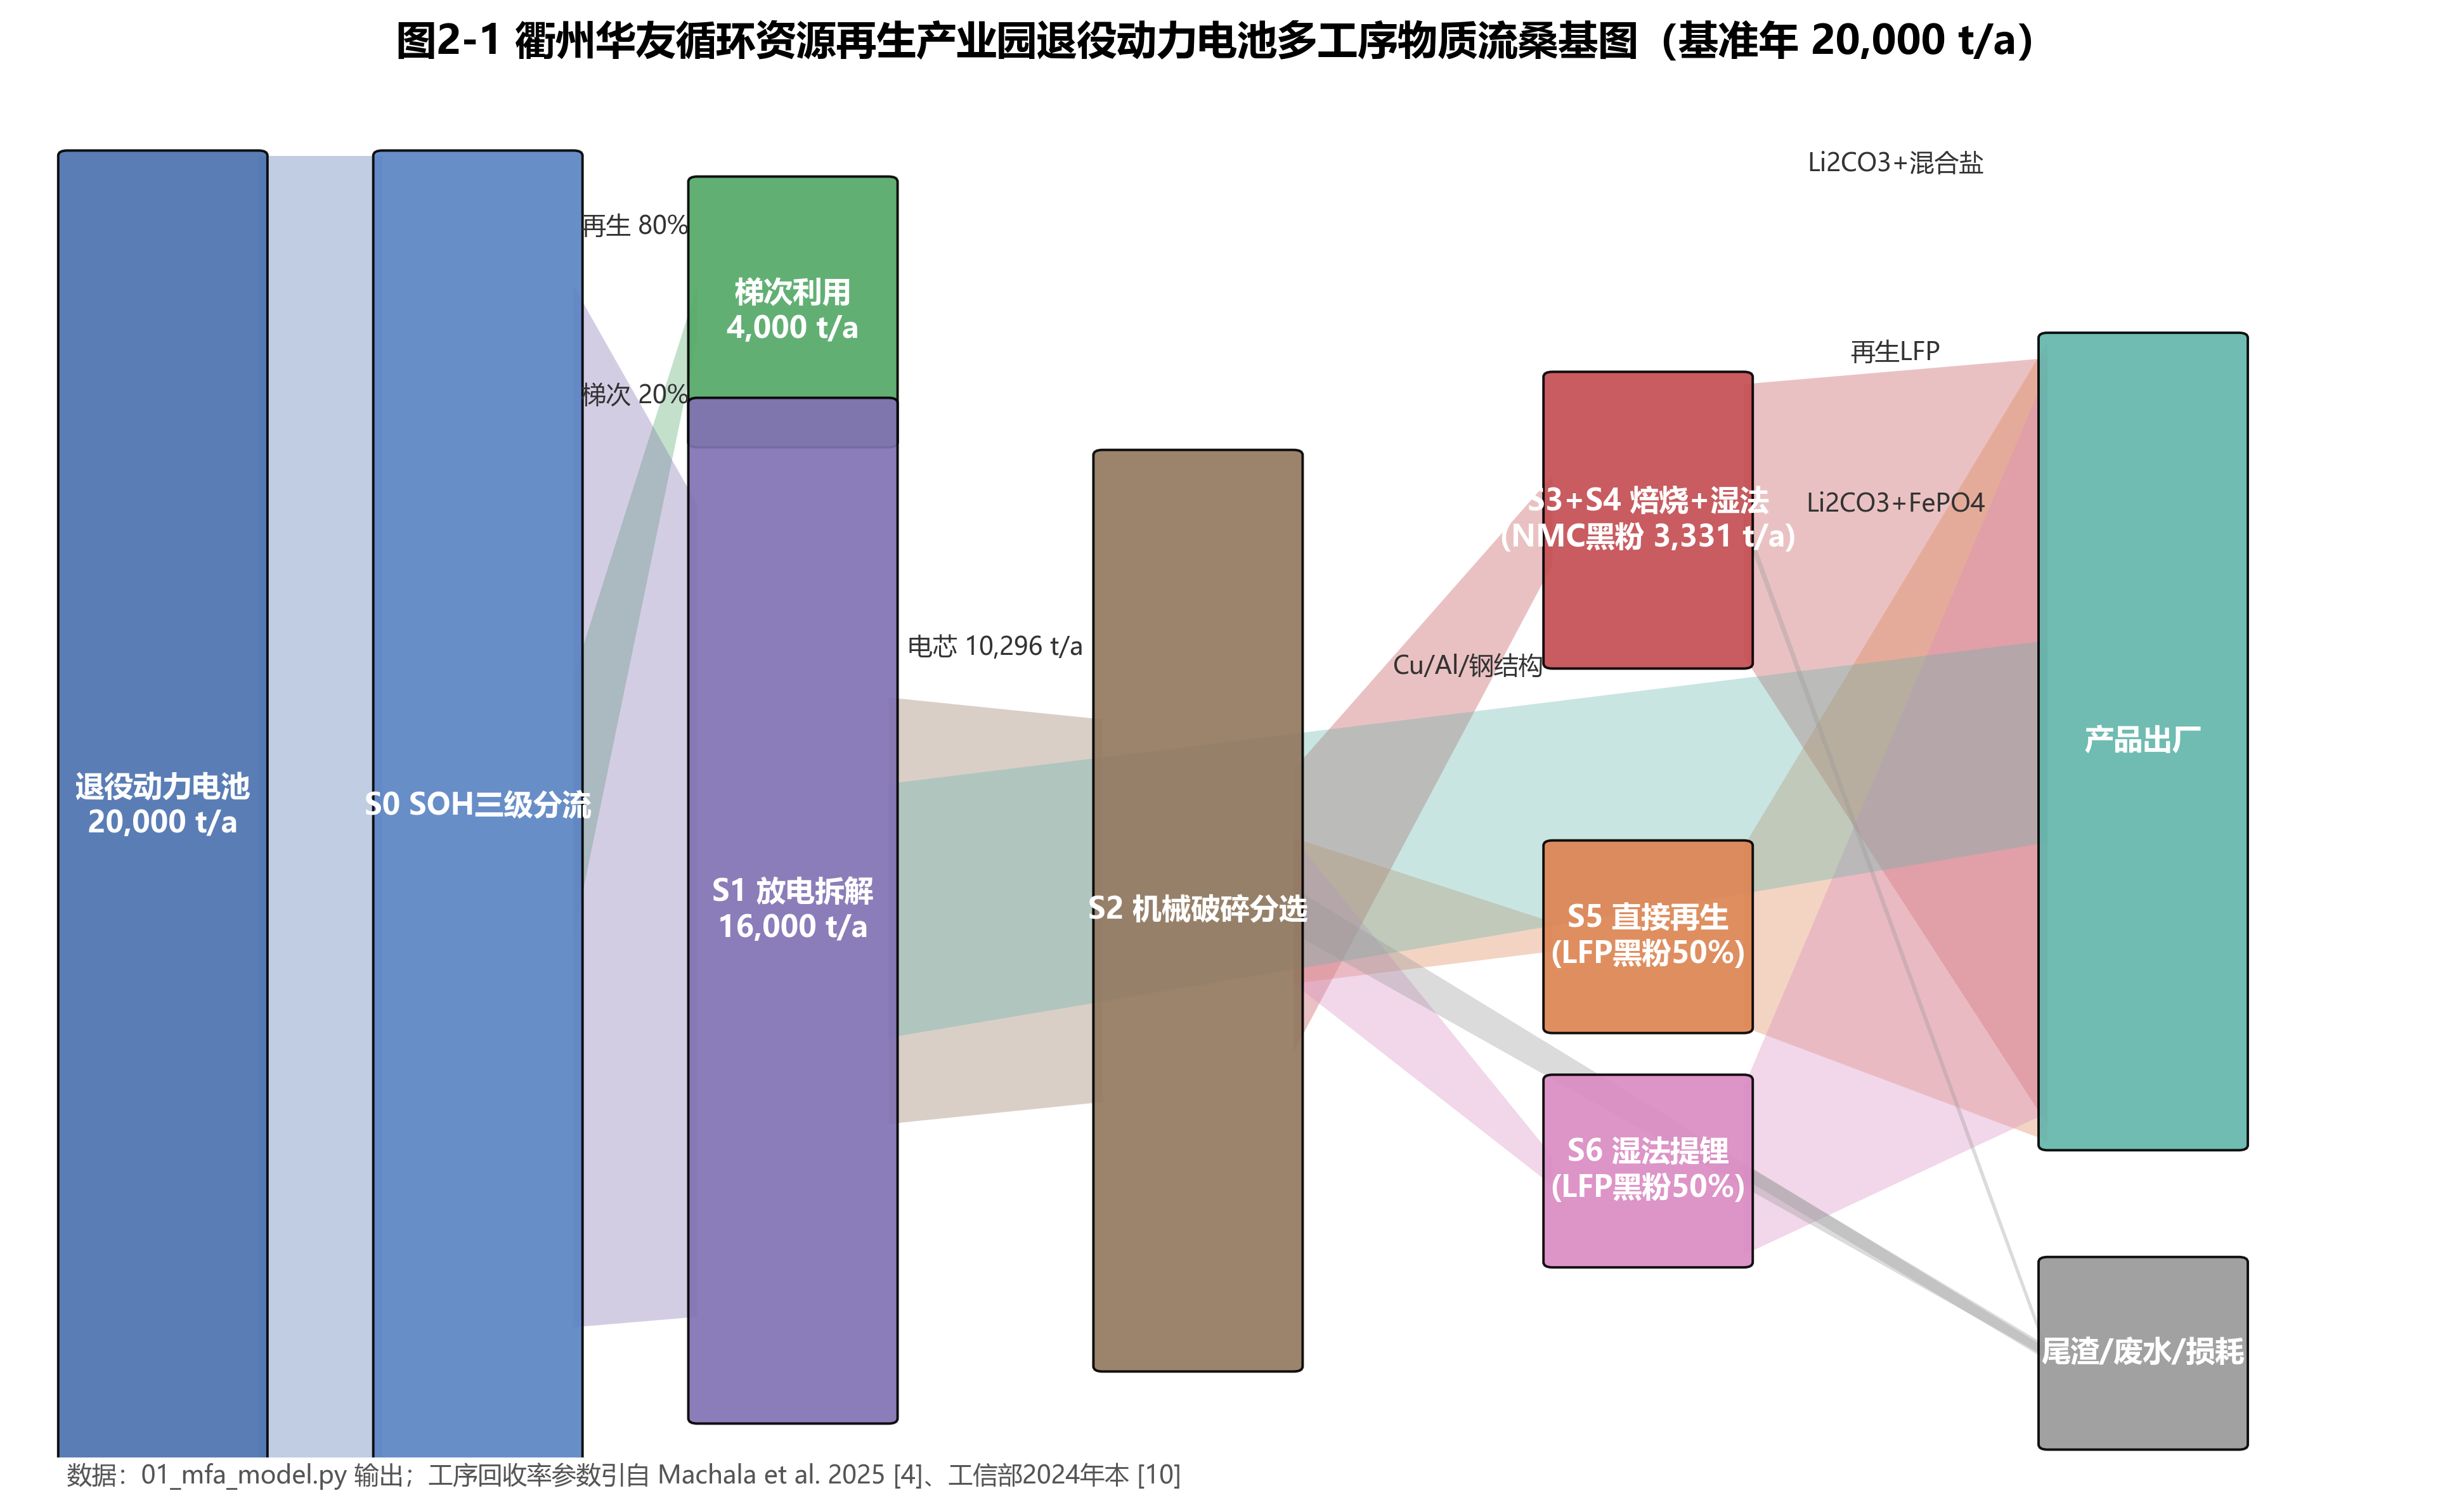 图2-1 衢州华友循环资源再生产业园退役动力电池多工序物质流桑基图（基准年 20,000 t/a）
退役动力电池
20,000 t/a
S0 SOH三级分流
再生 80%
梯次 20%
梯次利用
4,000 t/a
S1 放电拆解
16,000 t/a
电芯 10,296 t/a
S2 机械破碎分选
Cu/Al/钢结构
S3+S4 焙烧+湿法
(NMC黑粉 3,331 t/a)
S5 直接再生
(LFP黑粉50%)
S6 湿法提锂
(LFP黑粉50%)
Li2CO3+混合盐
再生LFP
Li2CO3+FePO4
产品出厂
尾渣/废水/损耗
数据：01_mfa_model.py 输出；工序回收率参数引自 Machala et al. 2025 [4]、工信部2024年本 [10]